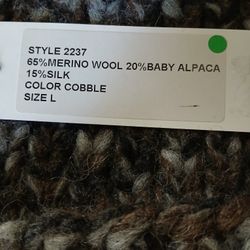 STYLE 2237
65%MERINO WOOL 20%BABY ALPACA
15%SILK
COLOR COBBLE
SIZE L